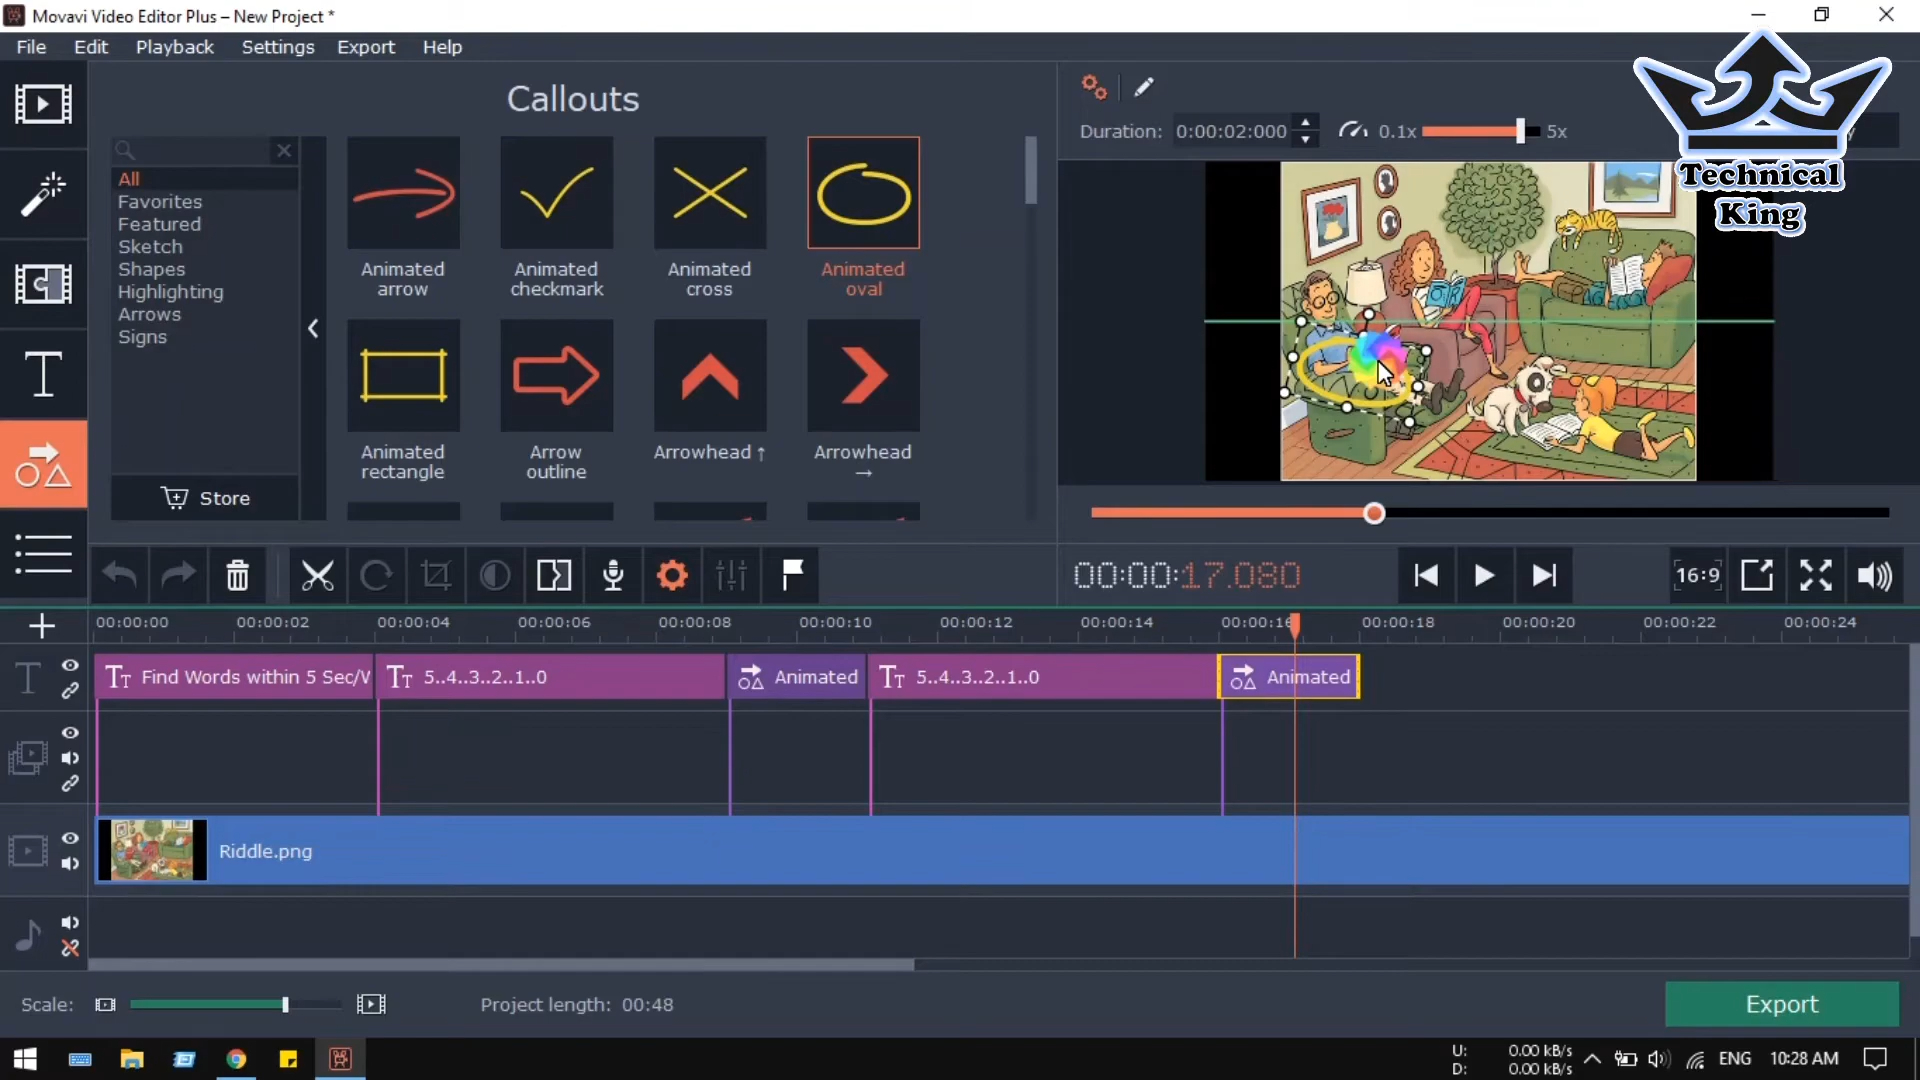 Movavi Video Editor Plus – New Project *
File Edit Playback Settings Export Help
Callouts
All
Favorites
Featured
Sketch
Shapes
Highlighting
Arrows
Signs
Store
Animated arrow
Animated checkmark
Animated cross
Animated oval
Animated rectangle
Arrow outline
Arrowhead ↑
Arrowhead →
Duration: 0:00:02:000 0.1x 5x
Technical
King
00:00:17.080
16:9
00:00:00 00:00:02 00:00:04 00:00:06 00:00:08 00:00:10 00:00:12 00:00:14 00:00:16 00:00:18 00:00:20 00:00:22 00:00:24
Find Words within 5 Sec/V 5..4..3..2..1..0 Animated 5..4..3..2..1..0 Animated
Riddle.png
Scale: Project length: 00:48 Export
U: 0.00 kB/s
D: 0.00 kB/s
ENG 10:28 AM